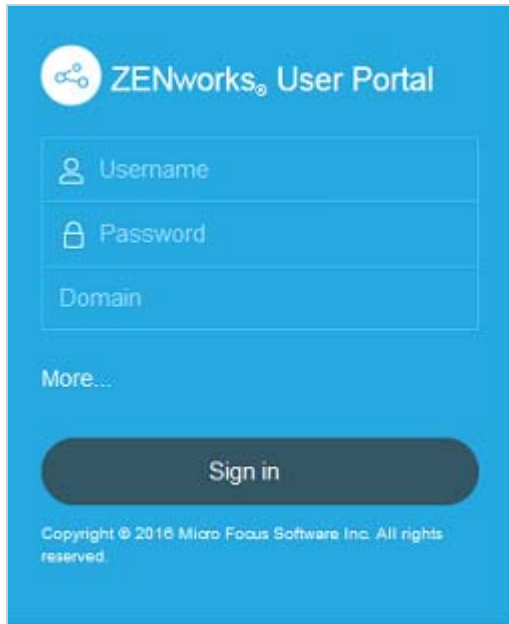 ZENworks® User Portal
Username
Password
Domain
More...
Sign in
Copyright © 2016 Micro Focus Software Inc. All rights
reserved.